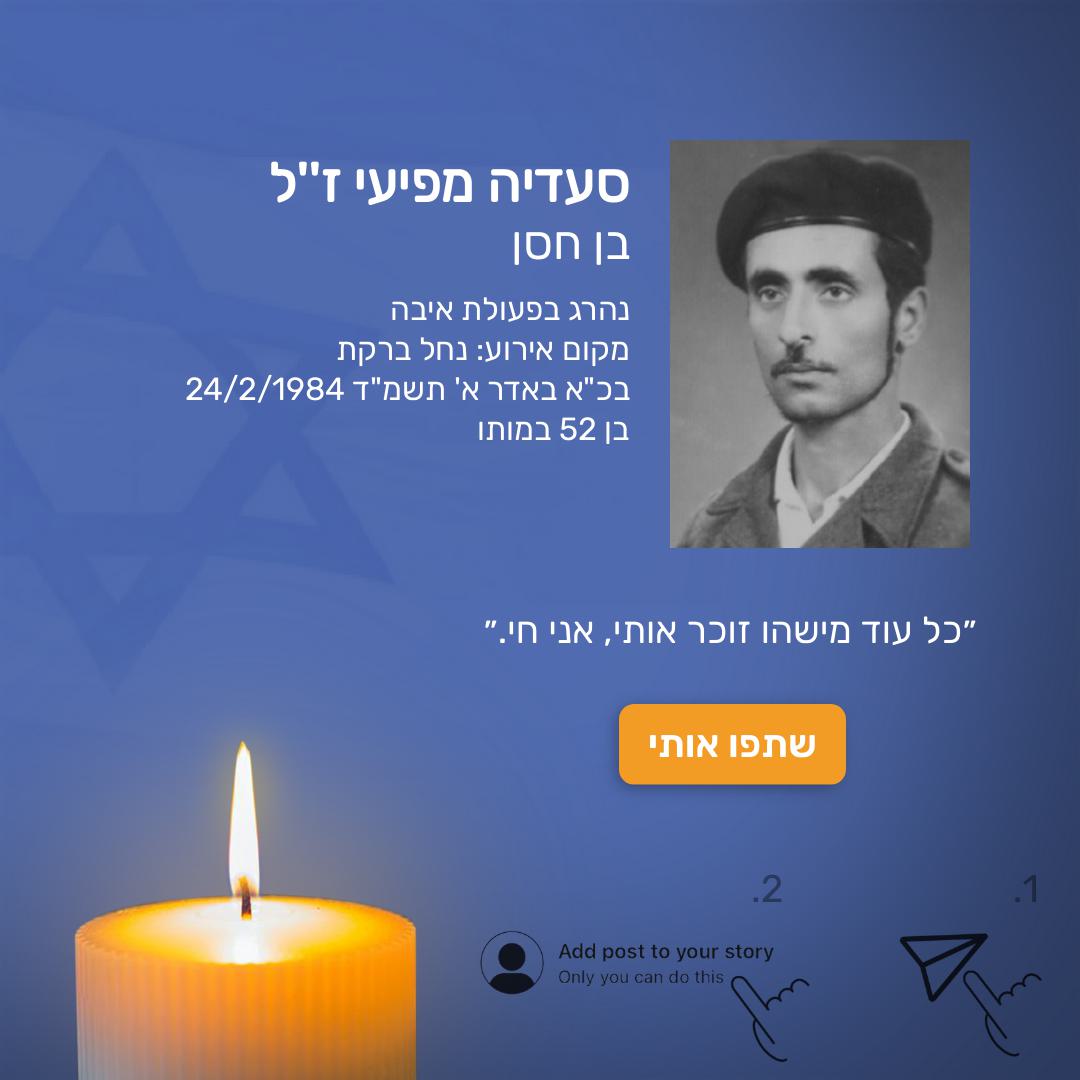 סעדיה מפיעי ז"ל
בן חסן
נהרג בפעולת איבה
מקום אירוע: נחל ברקת
בכ"א באדר א' תשמ"ד 24/2/1984
בן 52 במותו
״כל עוד מישהו זוכר אותי, אני חי.״
שתפו אותי
1.
2.
Add post to your story
Only you can do this